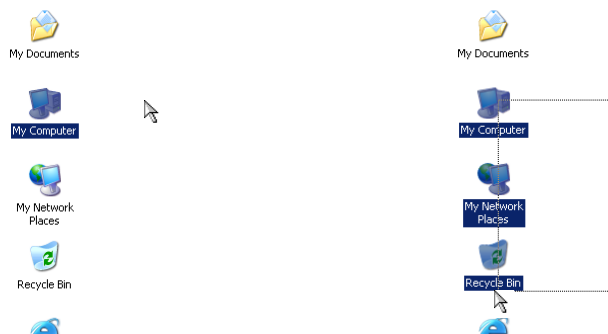 My Documents
My Computer
My Network
Places
Recycle Bin
My Documents
My Computer
My Network
Places
Recycle Bin